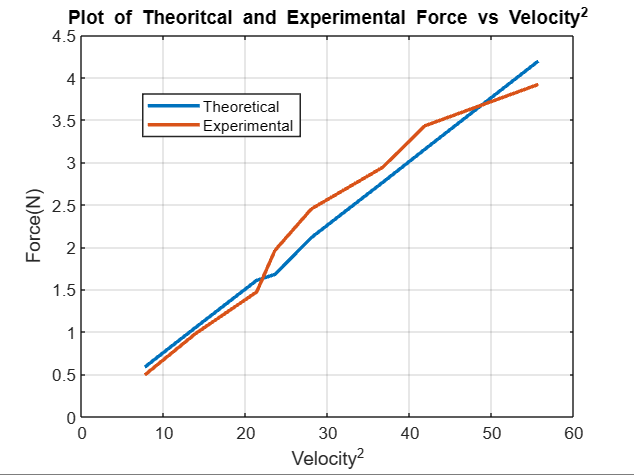 Plot of Theoritcal and Experimental Force vs Velocity²
4.5
4
3.5
3
2.5
2
1.5
1
0.5
0
Force(N)
Theoretical
Experimental
0 10 20 30 40 50 60
Velocity²